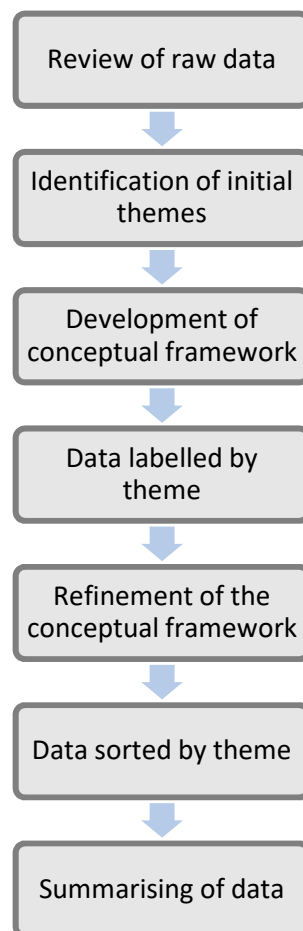 Review of raw data
Identification of initial
themes
Development of
conceptual framework
Data labelled by
theme
Refinement of the
conceptual framework
Data sorted by theme
Summarising of data